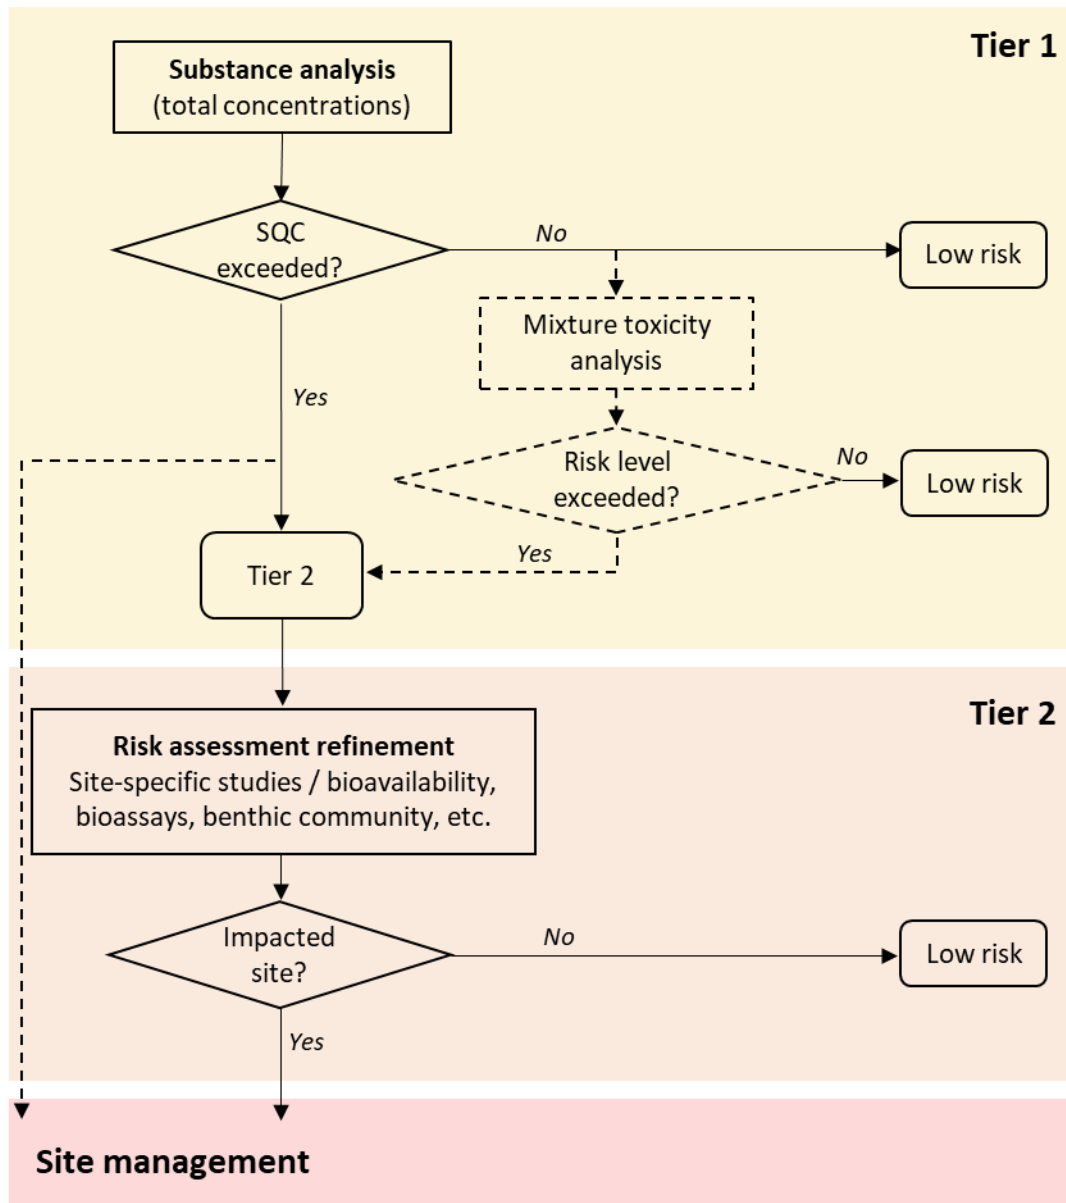 Tier 1
Substance analysis
(total concentrations)
SQC
exceeded?
No
Low risk
Mixture toxicity
analysis
Yes
Risk level
exceeded?
No
Low risk
Yes
Tier 2
Tier 2
Risk assessment refinement
Site-specific studies / bioavailability,
bioassays, benthic community, etc.
Impacted
site?
No
Low risk
Yes
Site management